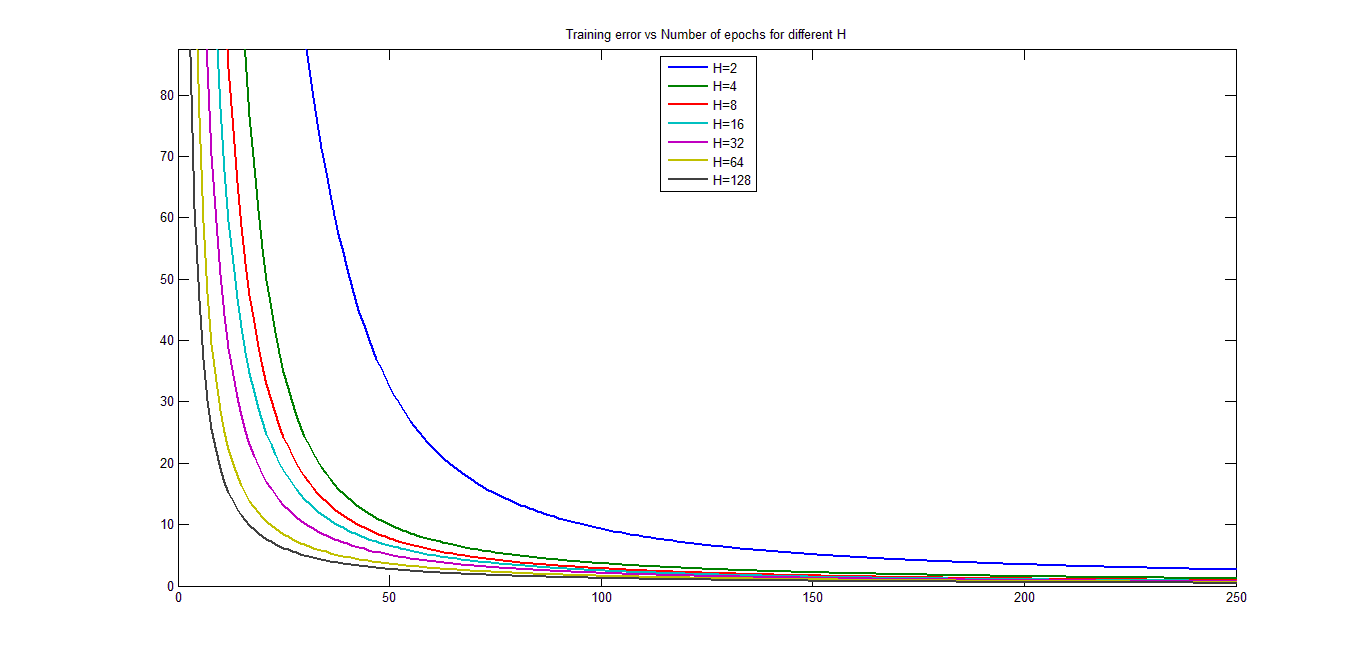 Training error vs Number of epochs for different H
H=2
H=4
H=8
H=16
H=32
H=64
H=128
80
70
60
50
40
30
20
10
0
0 50 100 150 200 250